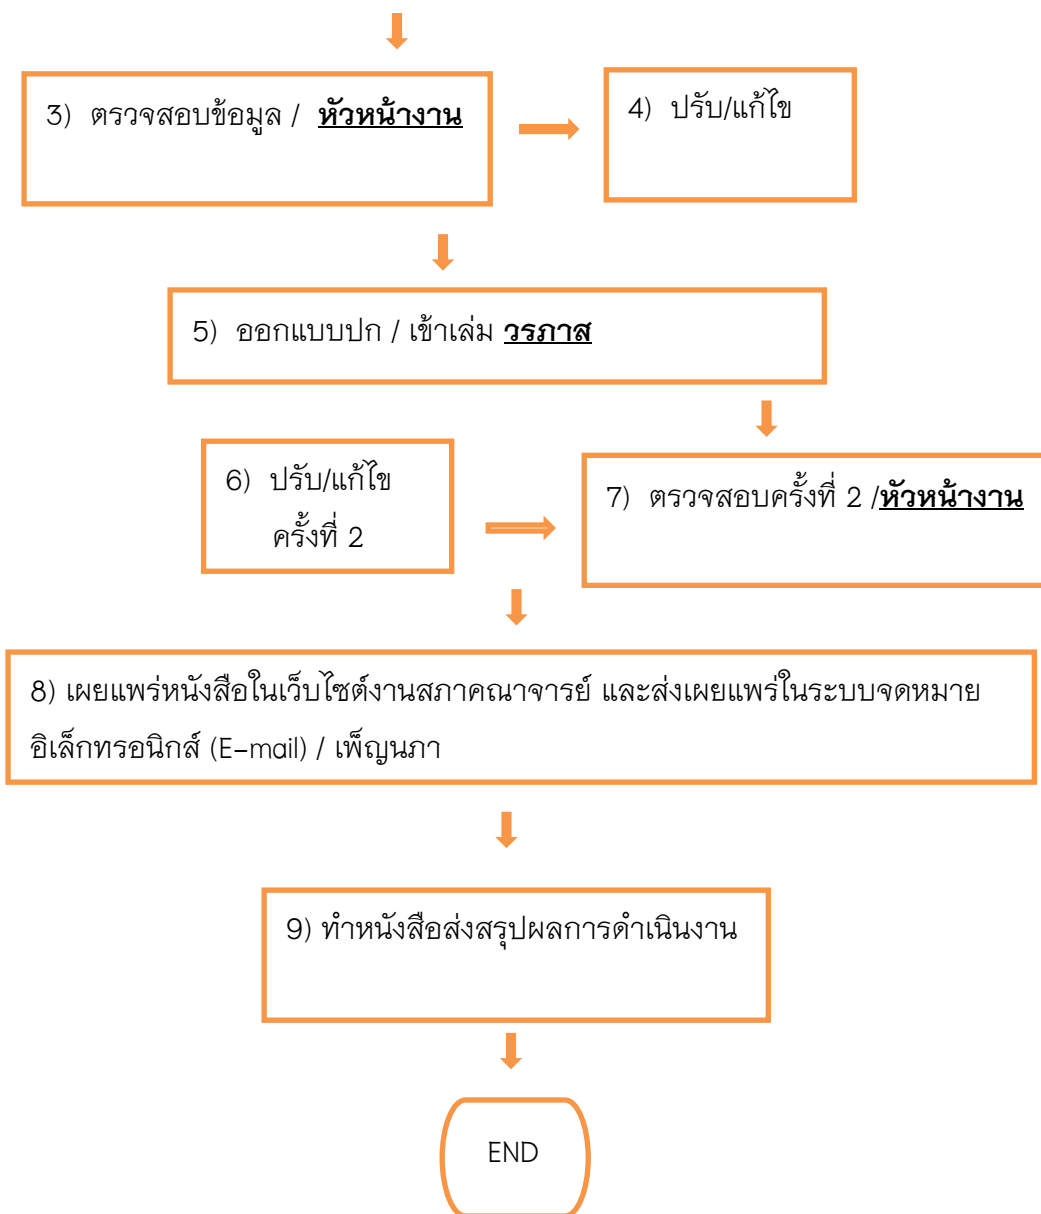 3) ตรวจสอบข้อมูล / หัวหน้างาน
4) ปรับ/แก้ไข
5) ออกแบบปก / เข้าเล่ม วรภาส
6) ปรับ/แก้ไข
ครั้งที่ 2
7) ตรวจสอบครั้งที่ 2 /หัวหน้างาน
8) เผยแพร่หนังสือในเว็บไซต์งานสภาคณาจารย์ และส่งเผยแพร่ในระบบจดหมาย
อิเล็กทรอนิกส์ (E-mail) / เพ็ญนภา
9) ทำหนังสือส่งสรุปผลการดำเนินงาน
END